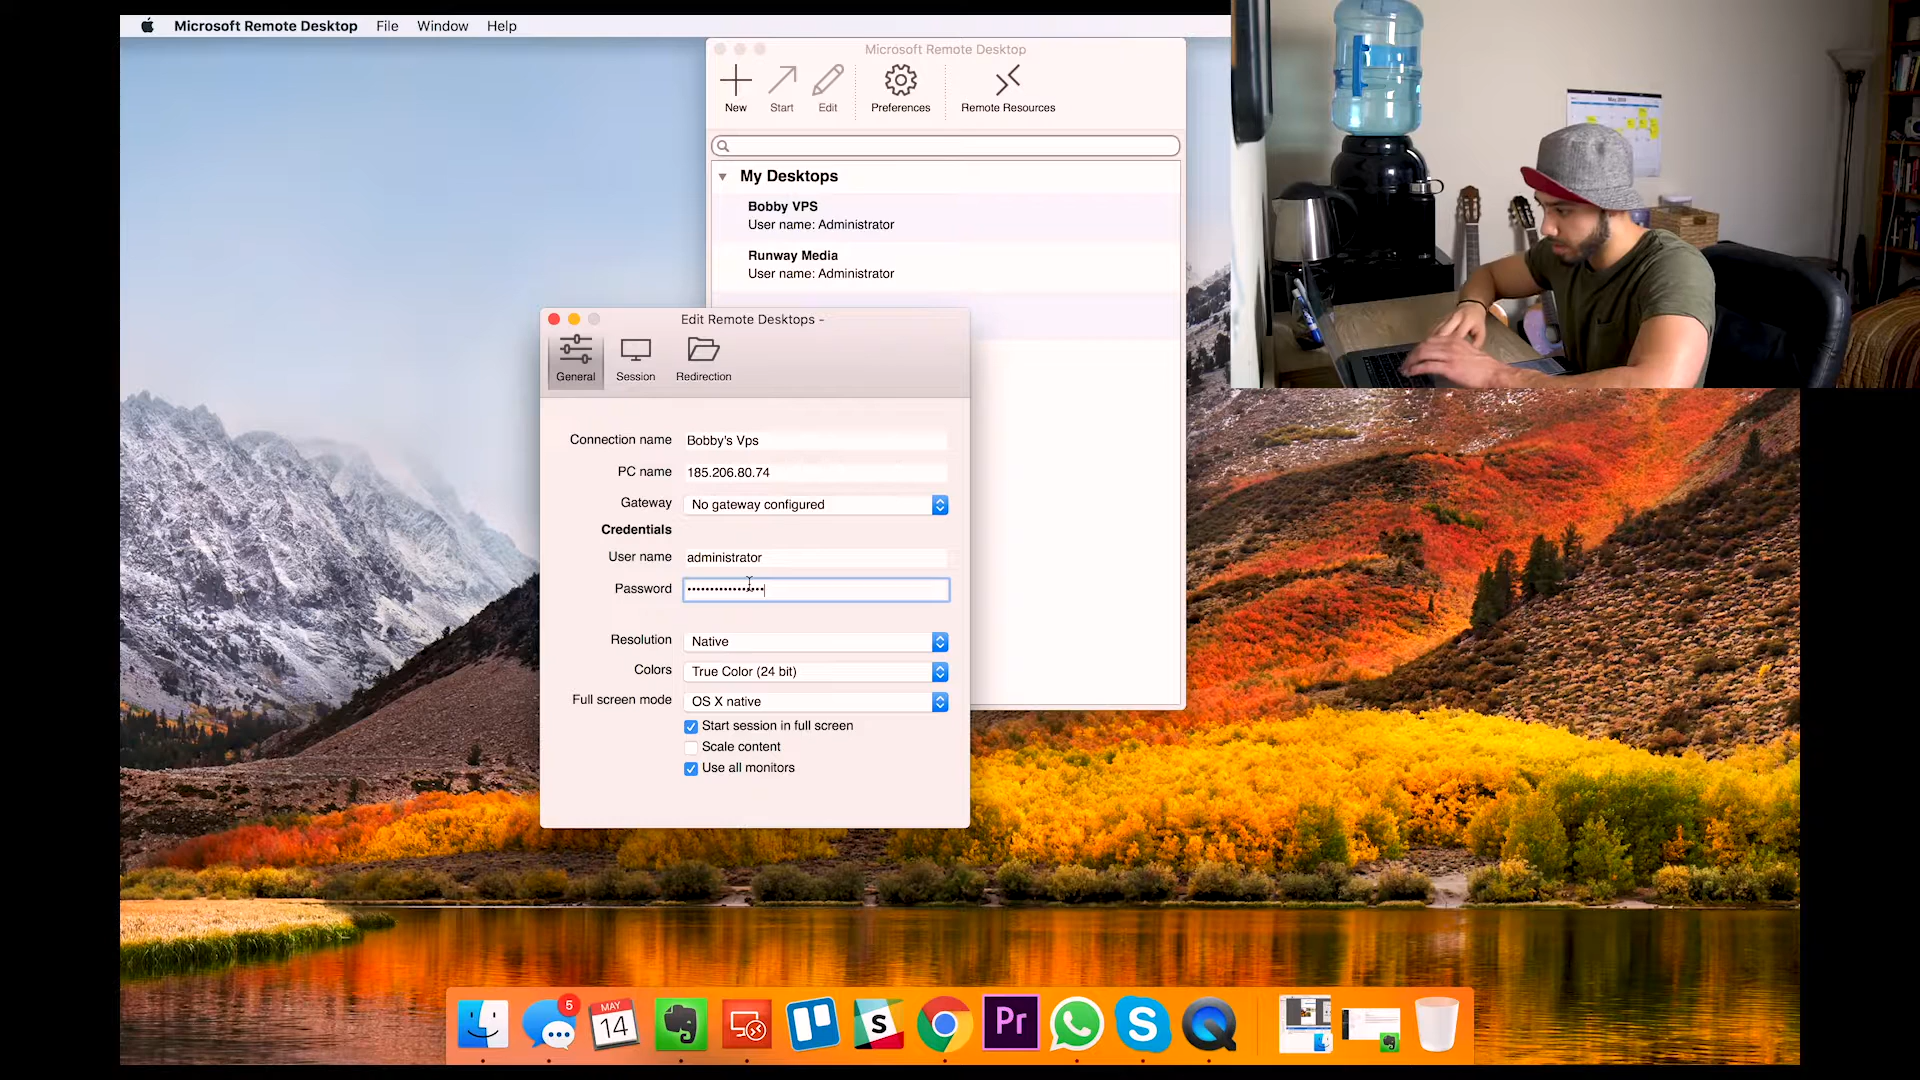 Microsoft Remote Desktop File Window Help
Microsoft Remote Desktop
New Start Edit Preferences Remote Resources
My Desktops
Bobby VPS
User name: Administrator
Runway Media
User name: Administrator
Edit Remote Desktops -
General Session Redirection
Connection name Bobby's Vps
PC name 185.206.80.74
Gateway No gateway configured
Credentials
User name administrator
Password •••••••••••••••••
Resolution Native
Colors True Color (24 bit)
Full screen mode OS X native
Start session in full screen
Scale content
Use all monitors
5
MAY
14
S
Pr
S